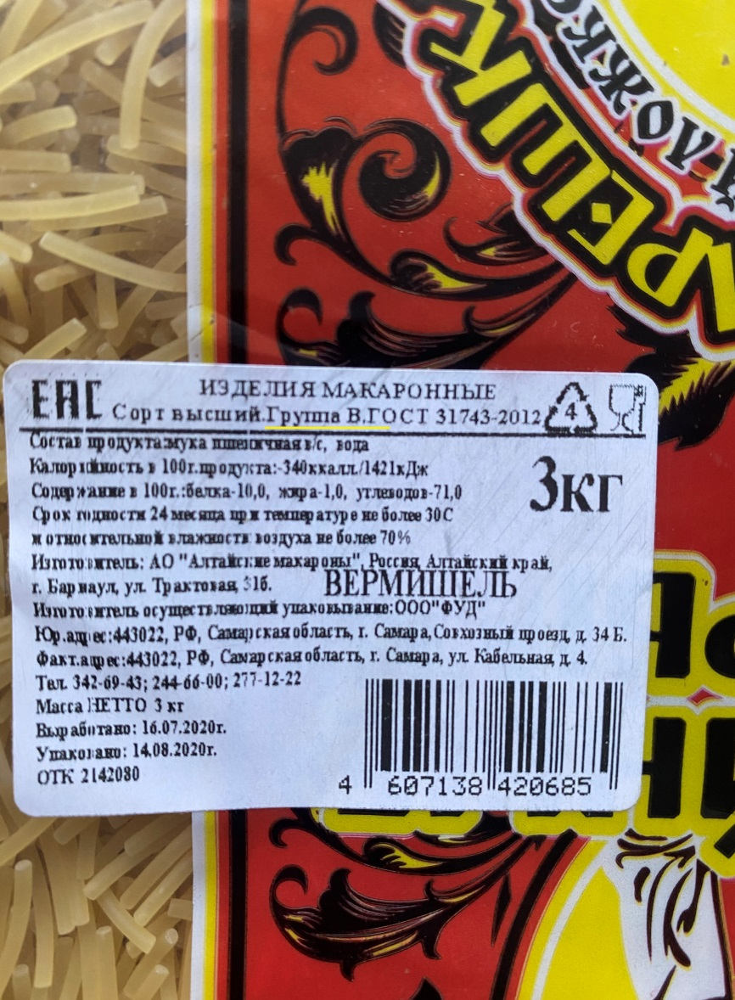 ЖКО
ЛОЖКО
РЕШК
АРЕШ
EAC
ИЗДЕЛИЯ МАКАРОННЫЕ
Сорт высший.Группа В.ГОСТ 31743-2012
4
Состав продукта:мука пшеничная в/с, вода
Калорийность в 100г.продукта:-340ккалл./1421кДж
Содержание в 100г.:белка-10,0, жира-1,0, углеводов-71,0
3кг
Срок годности 24 месяца при температуре не более 30С
и относительной влажности воздуха не более 70%
Изготовитель: АО "Алтайские макароны", Россия, Алтайский край,
г. Барнаул, ул. Трактовая, 31б.
ВЕРМИШЕЛЬ
Изготовитель осуществляющий упаковывание:ООО"ФУД"
Юр.адрес:443022, РФ, Самарская область, г. Самара,Совхозный проезд, д. 34 Б.
Факт.адрес:443022, РФ, Самарская область, г. Самара, ул. Кабельная, д. 4.
Тел. 342-69-43; 244-66-00; 277-12-22
Масса НЕТТО 3 кг
Выработано: 16.07.2020г.
Упаковано: 14.08.2020г.
ОТК 2142080
4 607138 420685